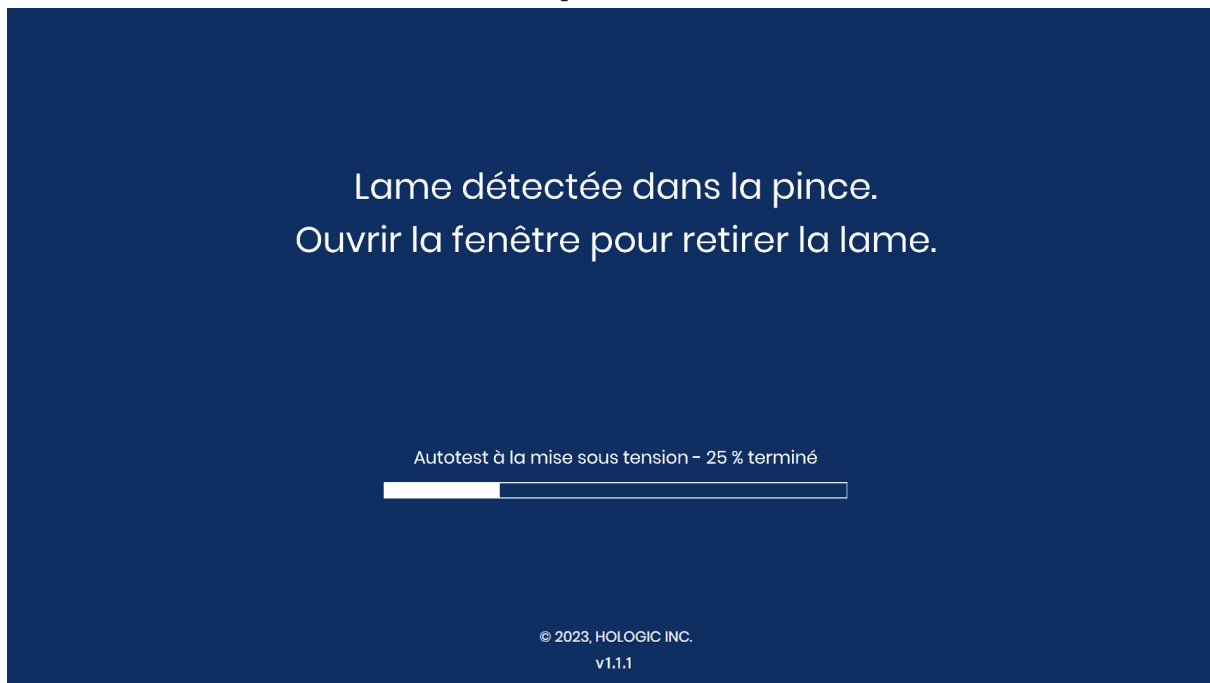 Lame détectée dans la pince.
Ouvrir la fenêtre pour retirer la lame.
Autotest à la mise sous tension - 25 % terminé
© 2023, HOLOGIC INC.
v1.1.1